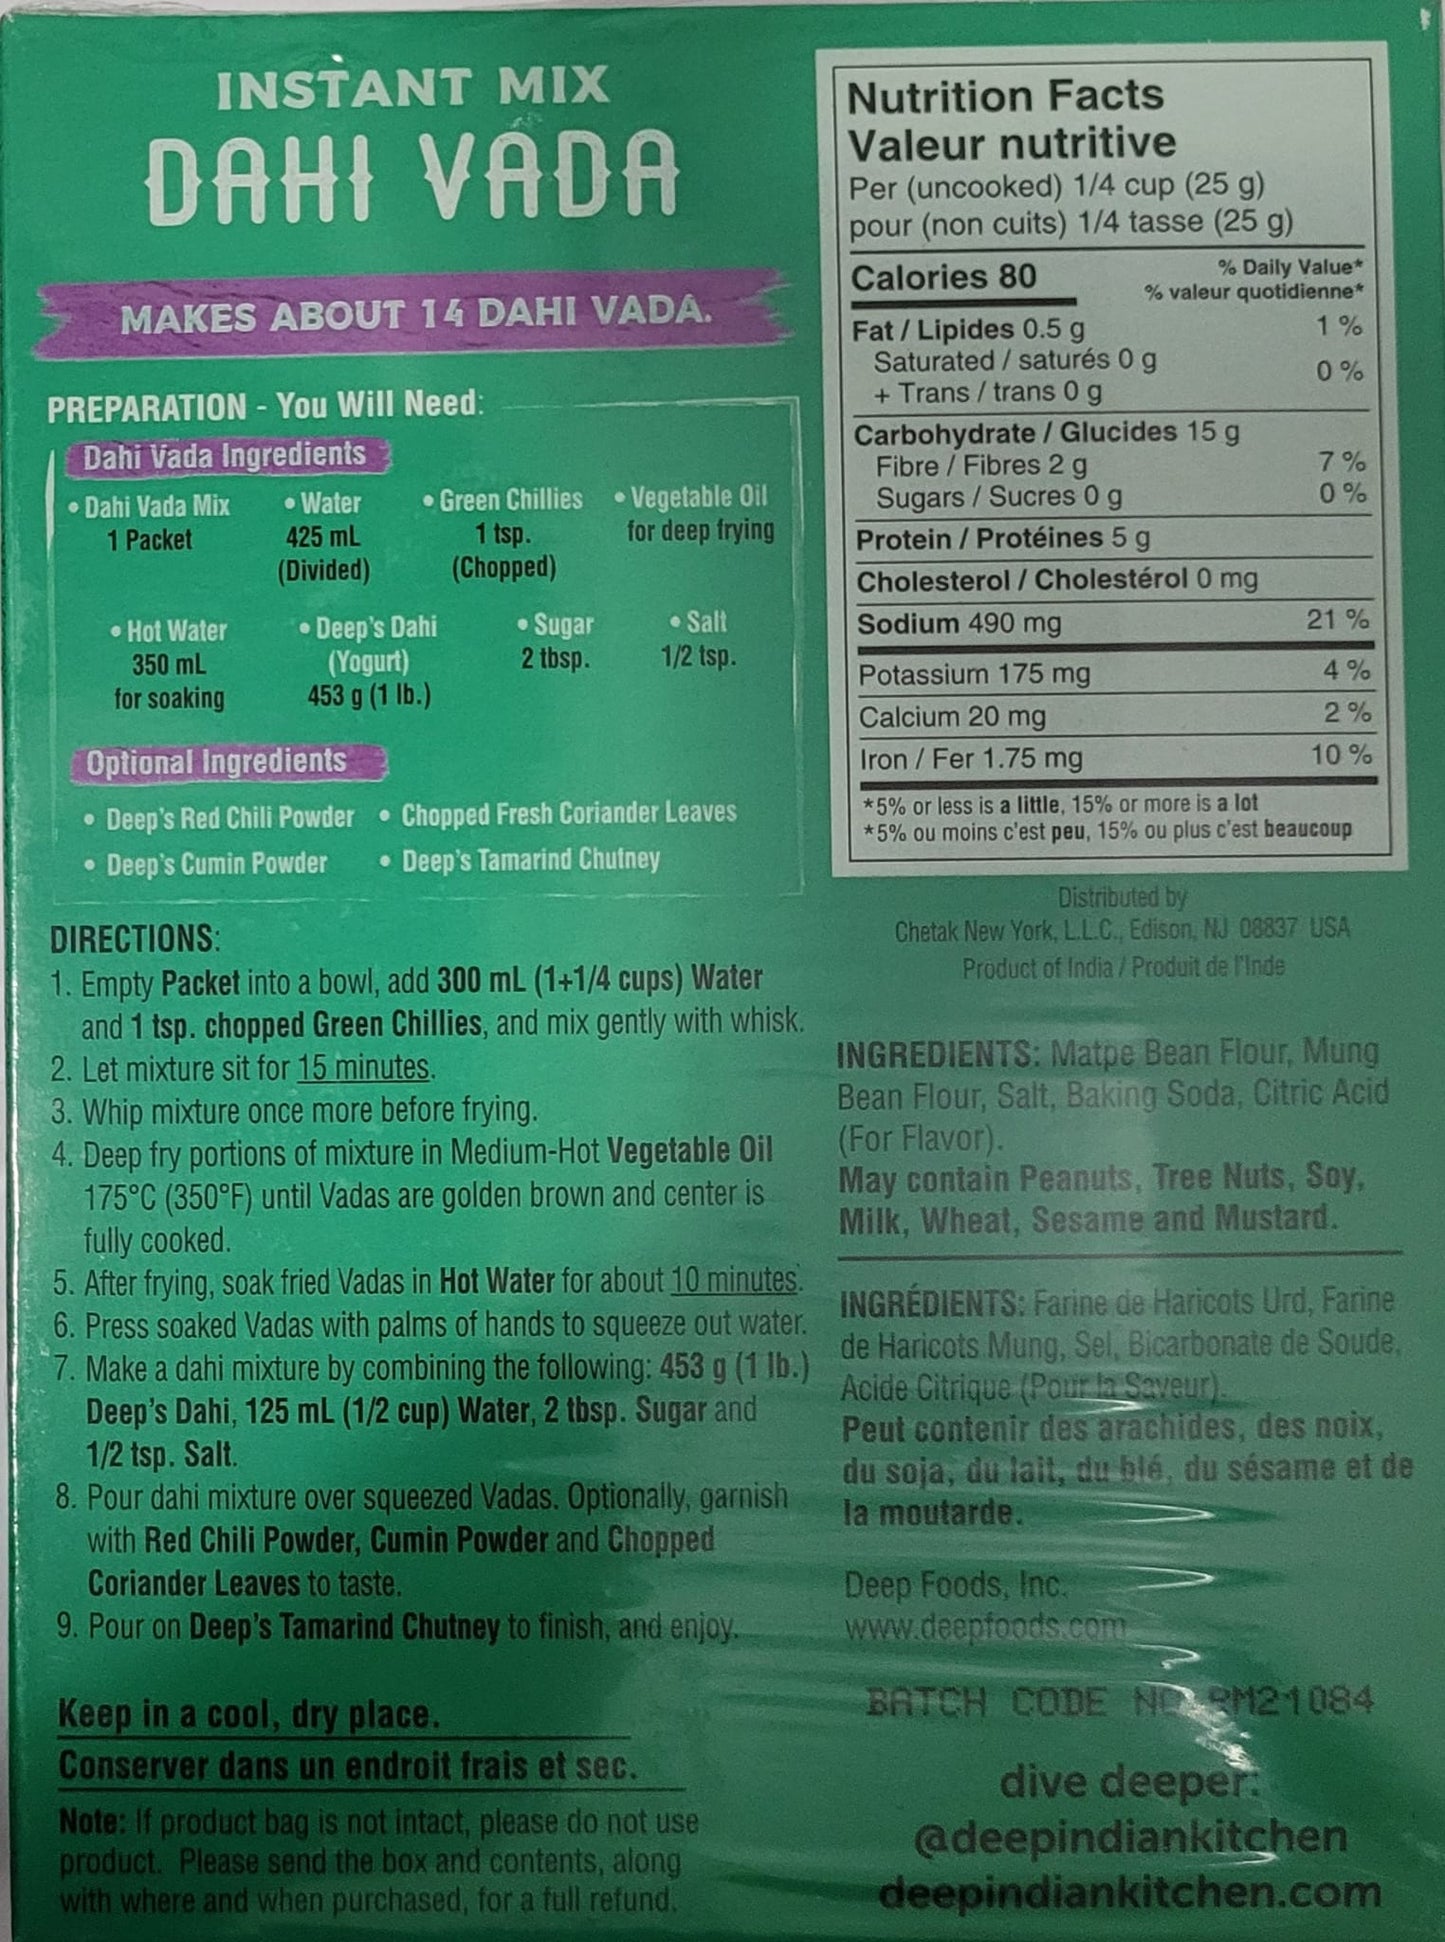 INSTANT MIX
DAHI VADA
MAKES ABOUT 14 DAHI VADA.
PREPARATION - You Will Need:
Dahi Vada Ingredients
• Dahi Vada Mix
1 Packet
• Water
425 mL
(Divided)
• Green Chillies
1 tsp.
(Chopped)
• Vegetable Oil
for deep frying
• Hot Water
350 mL
for soaking
• Deep's Dahi
(Yogurt)
453 g (1 lb.)
• Sugar
2 tbsp.
• Salt
1/2 tsp.
Optional Ingredients
• Deep's Red Chili Powder • Chopped Fresh Coriander Leaves
• Deep's Cumin Powder • Deep's Tamarind Chutney
DIRECTIONS:
1. Empty Packet into a bowl, add 300 mL (1+1/4 cups) Water
and 1 tsp. chopped Green Chillies, and mix gently with whisk.
2. Let mixture sit for 15 minutes.
3. Whip mixture once more before frying.
4. Deep fry portions of mixture in Medium-Hot Vegetable Oil
175°C (350°F) until Vadas are golden brown and center is
fully cooked.
5. After frying, soak fried Vadas in Hot Water for about 10 minutes.
6. Press soaked Vadas with palms of hands to squeeze out water.
7. Make a dahi mixture by combining the following: 453 g (1 lb.)
Deep's Dahi, 125 mL (1/2 cup) Water, 2 tbsp. Sugar and
1/2 tsp. Salt.
8. Pour dahi mixture over squeezed Vadas. Optionally, garnish
with Red Chili Powder, Cumin Powder and Chopped
Coriander Leaves to taste.
9. Pour on Deep's Tamarind Chutney to finish, and enjoy.
Keep in a cool, dry place.
Conserver dans un endroit frais et sec.
Note: If product bag is not intact, please do not use
product. Please send the box and contents, along
with where and when purchased, for a full refund.
Nutrition Facts
Valeur nutritive
Per (uncooked) 1/4 cup (25 g)
pour (non cuits) 1/4 tasse (25 g)
Calories 80
% Daily Value*
% valeur quotidienne*
Fat / Lipides 0.5 g 1 %
Saturated / saturés 0 g
+ Trans / trans 0 g
0 %
Carbohydrate / Glucides 15 g
Fibre / Fibres 2 g 7 %
Sugars / Sucres 0 g 0 %
Protein / Protéines 5 g
Cholesterol / Cholestérol 0 mg
Sodium 490 mg 21 %
Potassium 175 mg 4 %
Calcium 20 mg 2 %
Iron / Fer 1.75 mg 10 %
*5% or less is a little, 15% or more is a lot
*5% ou moins c'est peu, 15% ou plus c'est beaucoup
Distributed by
Chetak New York, L.L.C., Edison, NJ 08837 USA
Product of India / Produit de l'Inde
INGREDIENTS: Matpe Bean Flour, Mung
Bean Flour, Salt, Baking Soda, Citric Acid
(For Flavor).
May contain Peanuts, Tree Nuts, Soy,
Milk, Wheat, Sesame and Mustard.
INGRÉDIENTS: Farine de Haricots Urd, Farine
de Haricots Mung, Sel, Bicarbonate de Soude,
Acide Citrique (Pour la Saveur).
Peut contenir des arachides, des noix,
du soja, du lait, du blé, du sésame et de
la moutarde.
Deep Foods, Inc.
www.deepfoods.com
BATCH CODE
dive deeper:
@deepindiankitchen
deepindiankitchen.com